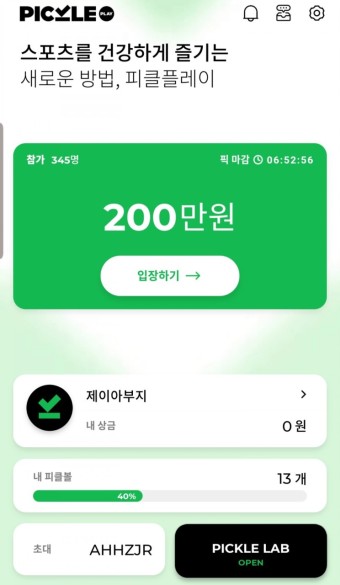 PICKLE PLAY
스포츠를 건강하게 즐기는
새로운 방법, 피클플레이
참가 345명
픽 마감 06:52:56
200만원
입장하기 →
제이아부지
내 상금 0 원
내 피클볼 13 개
40%
초대 AHHZJR
PICKLE LAB
OPEN